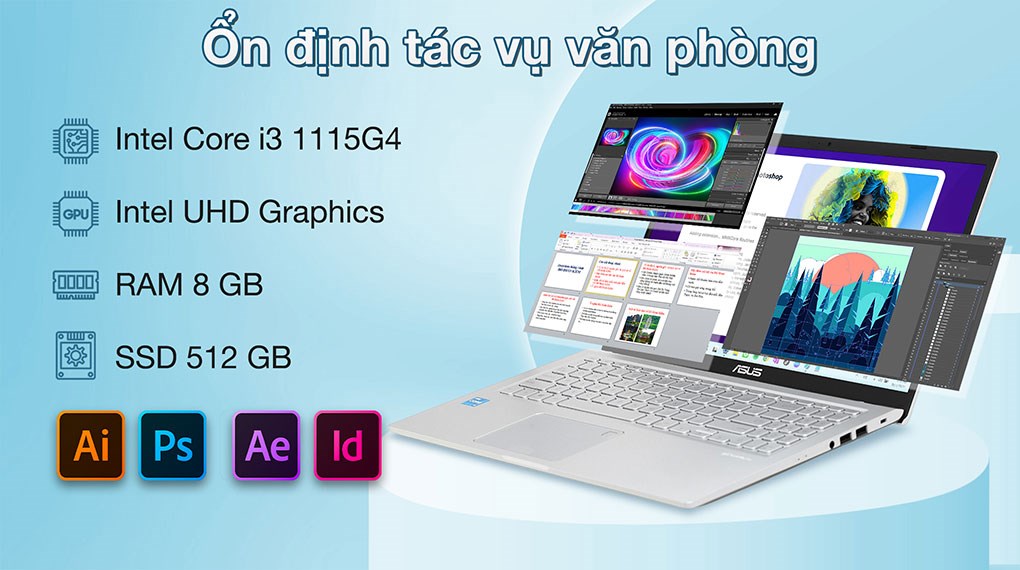 Ổn định tác vụ văn phòng
Intel Core i3 1115G4
GPU
Intel UHD Graphics
RAM 8 GB
SSD 512 GB
Ai
Ps
Ae
Id
ASUS